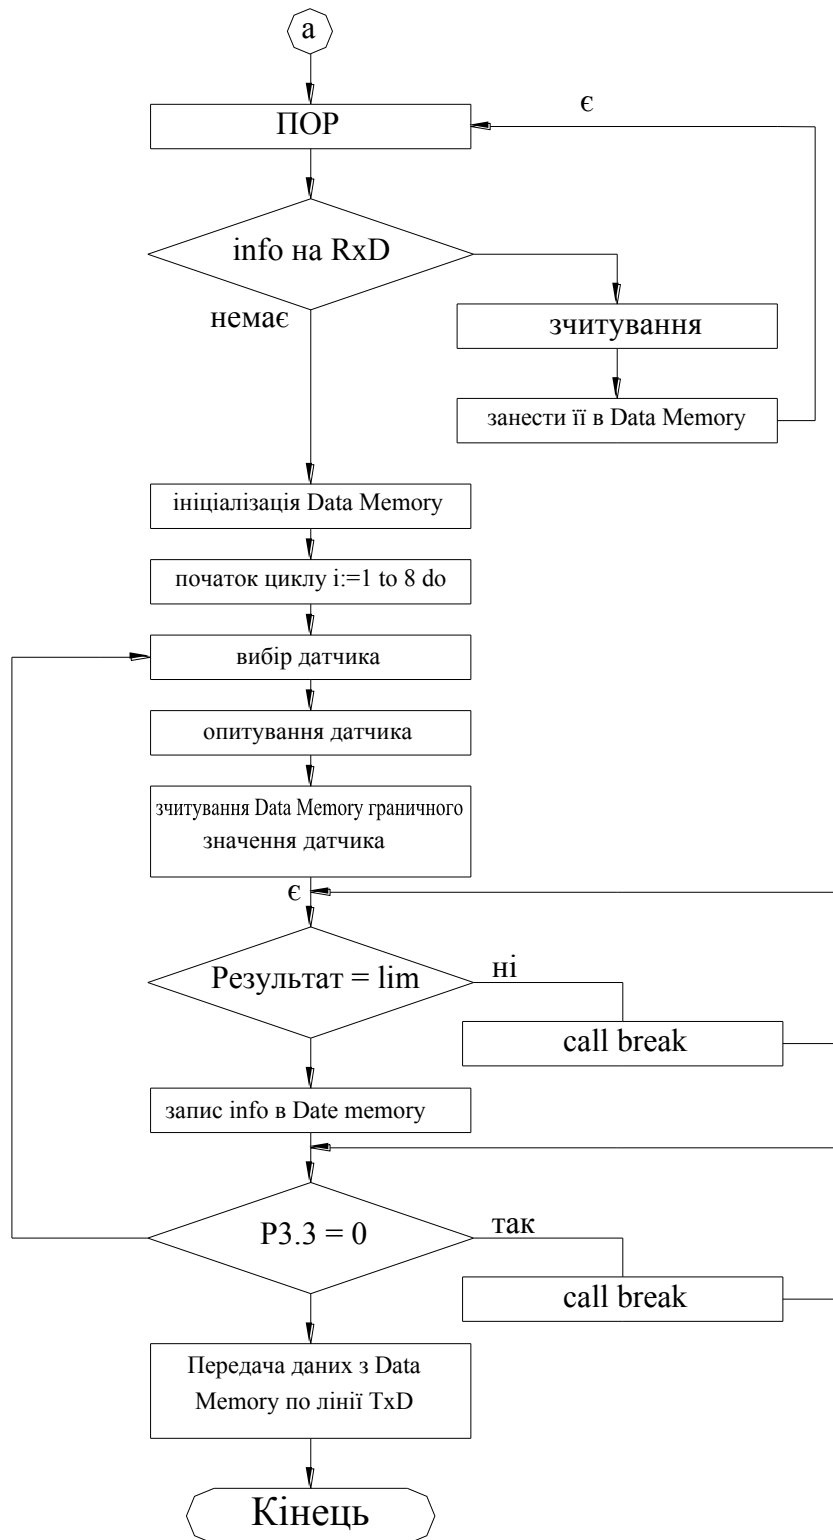 а
ПОР
є
info на RxD
немає
зчитування
занести її в Data Memory
ініціалізація Data Memory
початок циклу i:=1 to 8 do
вибір датчика
опитування датчика
зчитування Data Memory граничного
значення датчика
є
Результат = lim
ні
call break
запис info в Date memory
P3.3 = 0
так
call break
Передача даних з Data
Memory по лінії TxD
Кінець